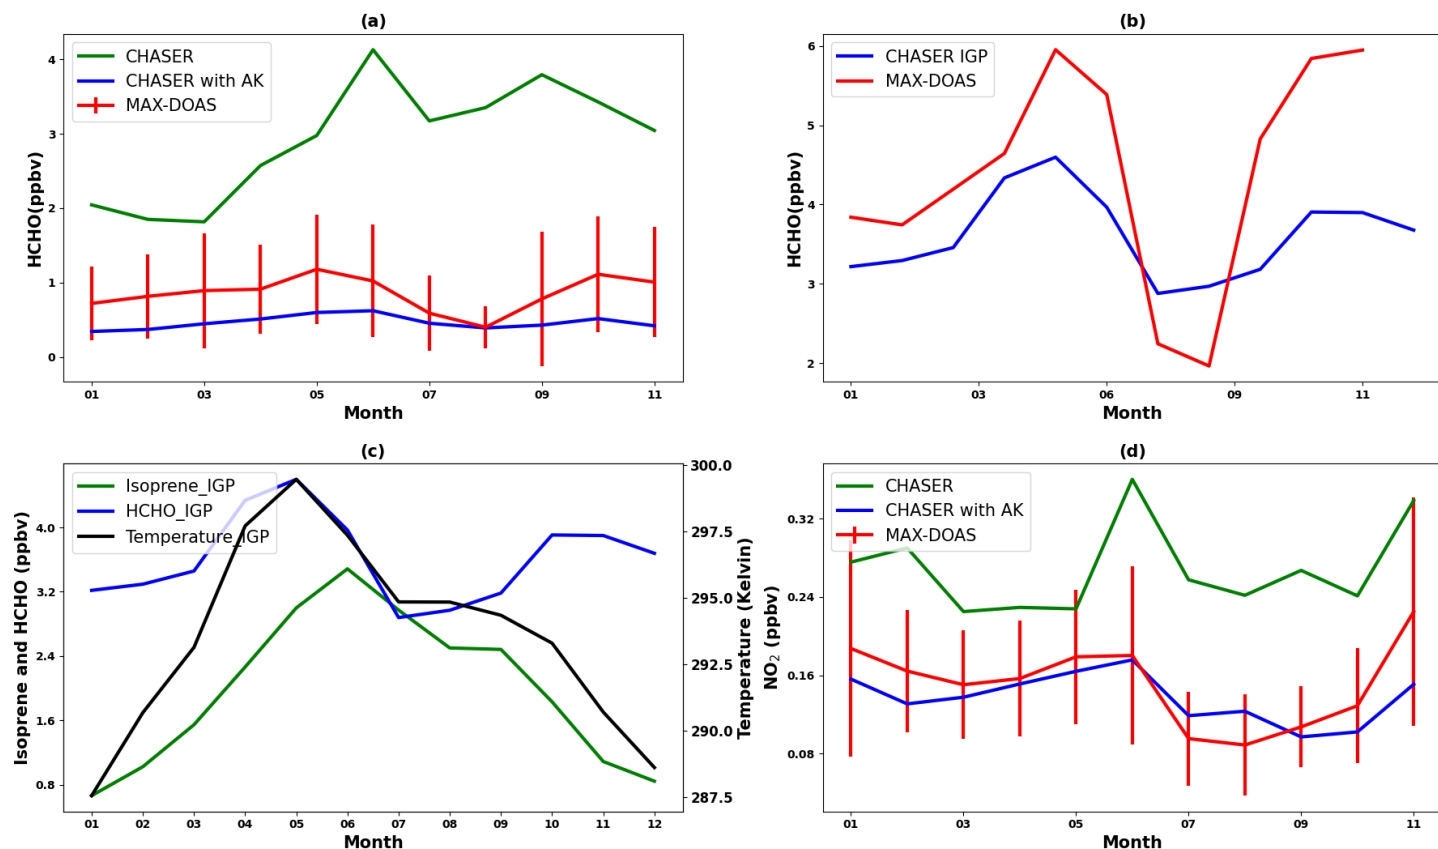 (a)
CHASER
CHASER with AK
MAX-DOAS
HCHO(ppbv)
4
3
2
1
0
01
03
05
07
09
11
Month
(b)
CHASER IGP
MAX-DOAS
HCHO(ppbv)
6
5
4
3
2
01
03
06
09
11
Month
(c)
Isoprene_IGP
HCHO_IGP
Temperature_IGP
Isoprene and HCHO (ppbv)
4.0
3.2
2.4
1.6
0.8
01
02
03
04
05
06
07
08
09
10
11
12
Month
300.0
297.5
295.0
292.5
290.0
287.5
Temperature (Kelvin)
(d)
CHASER
CHASER with AK
MAX-DOAS
NO₂ (ppbv)
0.32
0.24
0.16
0.08
01
03
05
07
09
11
Month